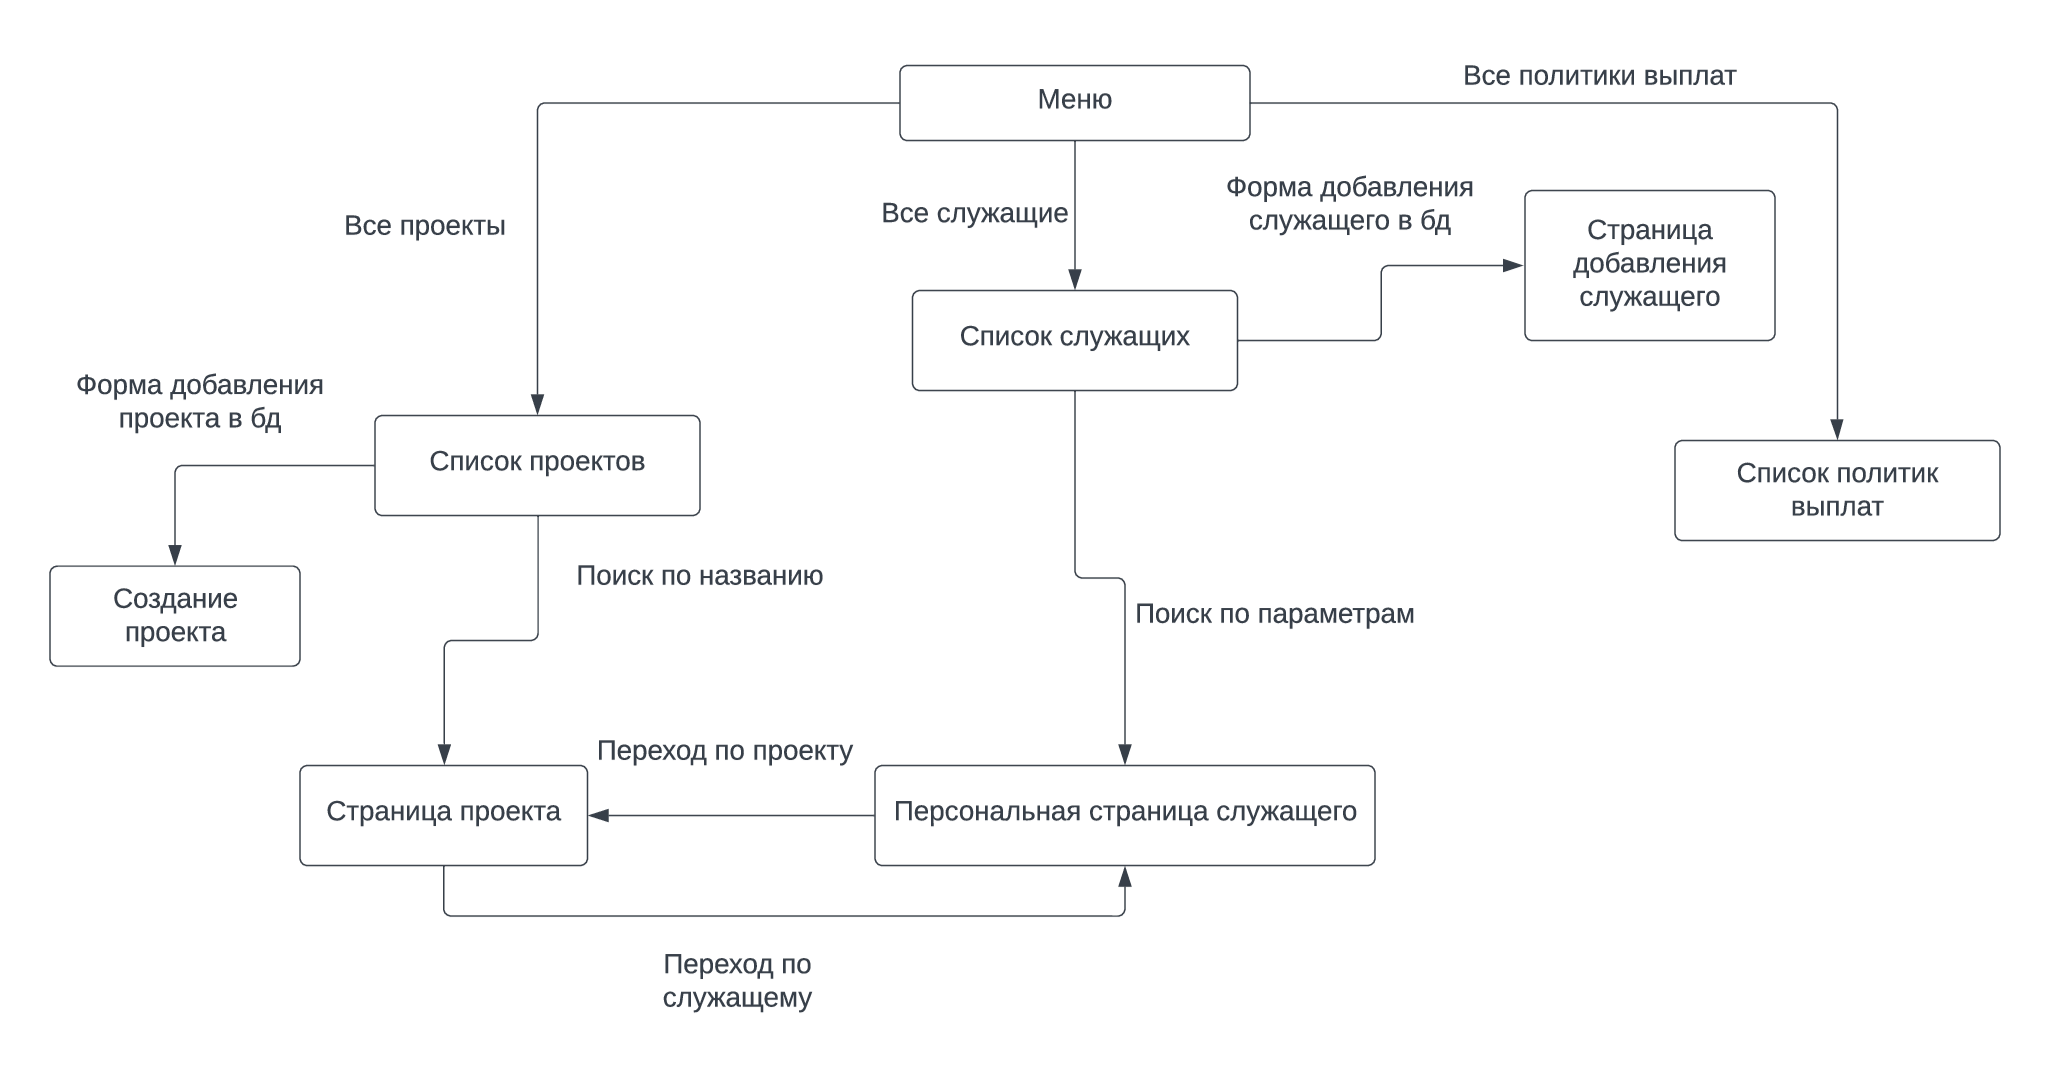 Все политики выплат
Меню
Форма добавления
служащего в бд
Все служащие
Все проекты
Страница
добавления
служащего
Список служащих
Форма добавления
проекта в бд
Список проектов
Список политик
выплат
Поиск по названию
Создание
проекта
Поиск по параметрам
Переход по проекту
Страница проекта
Персональная страница служащего
Переход по
служащему